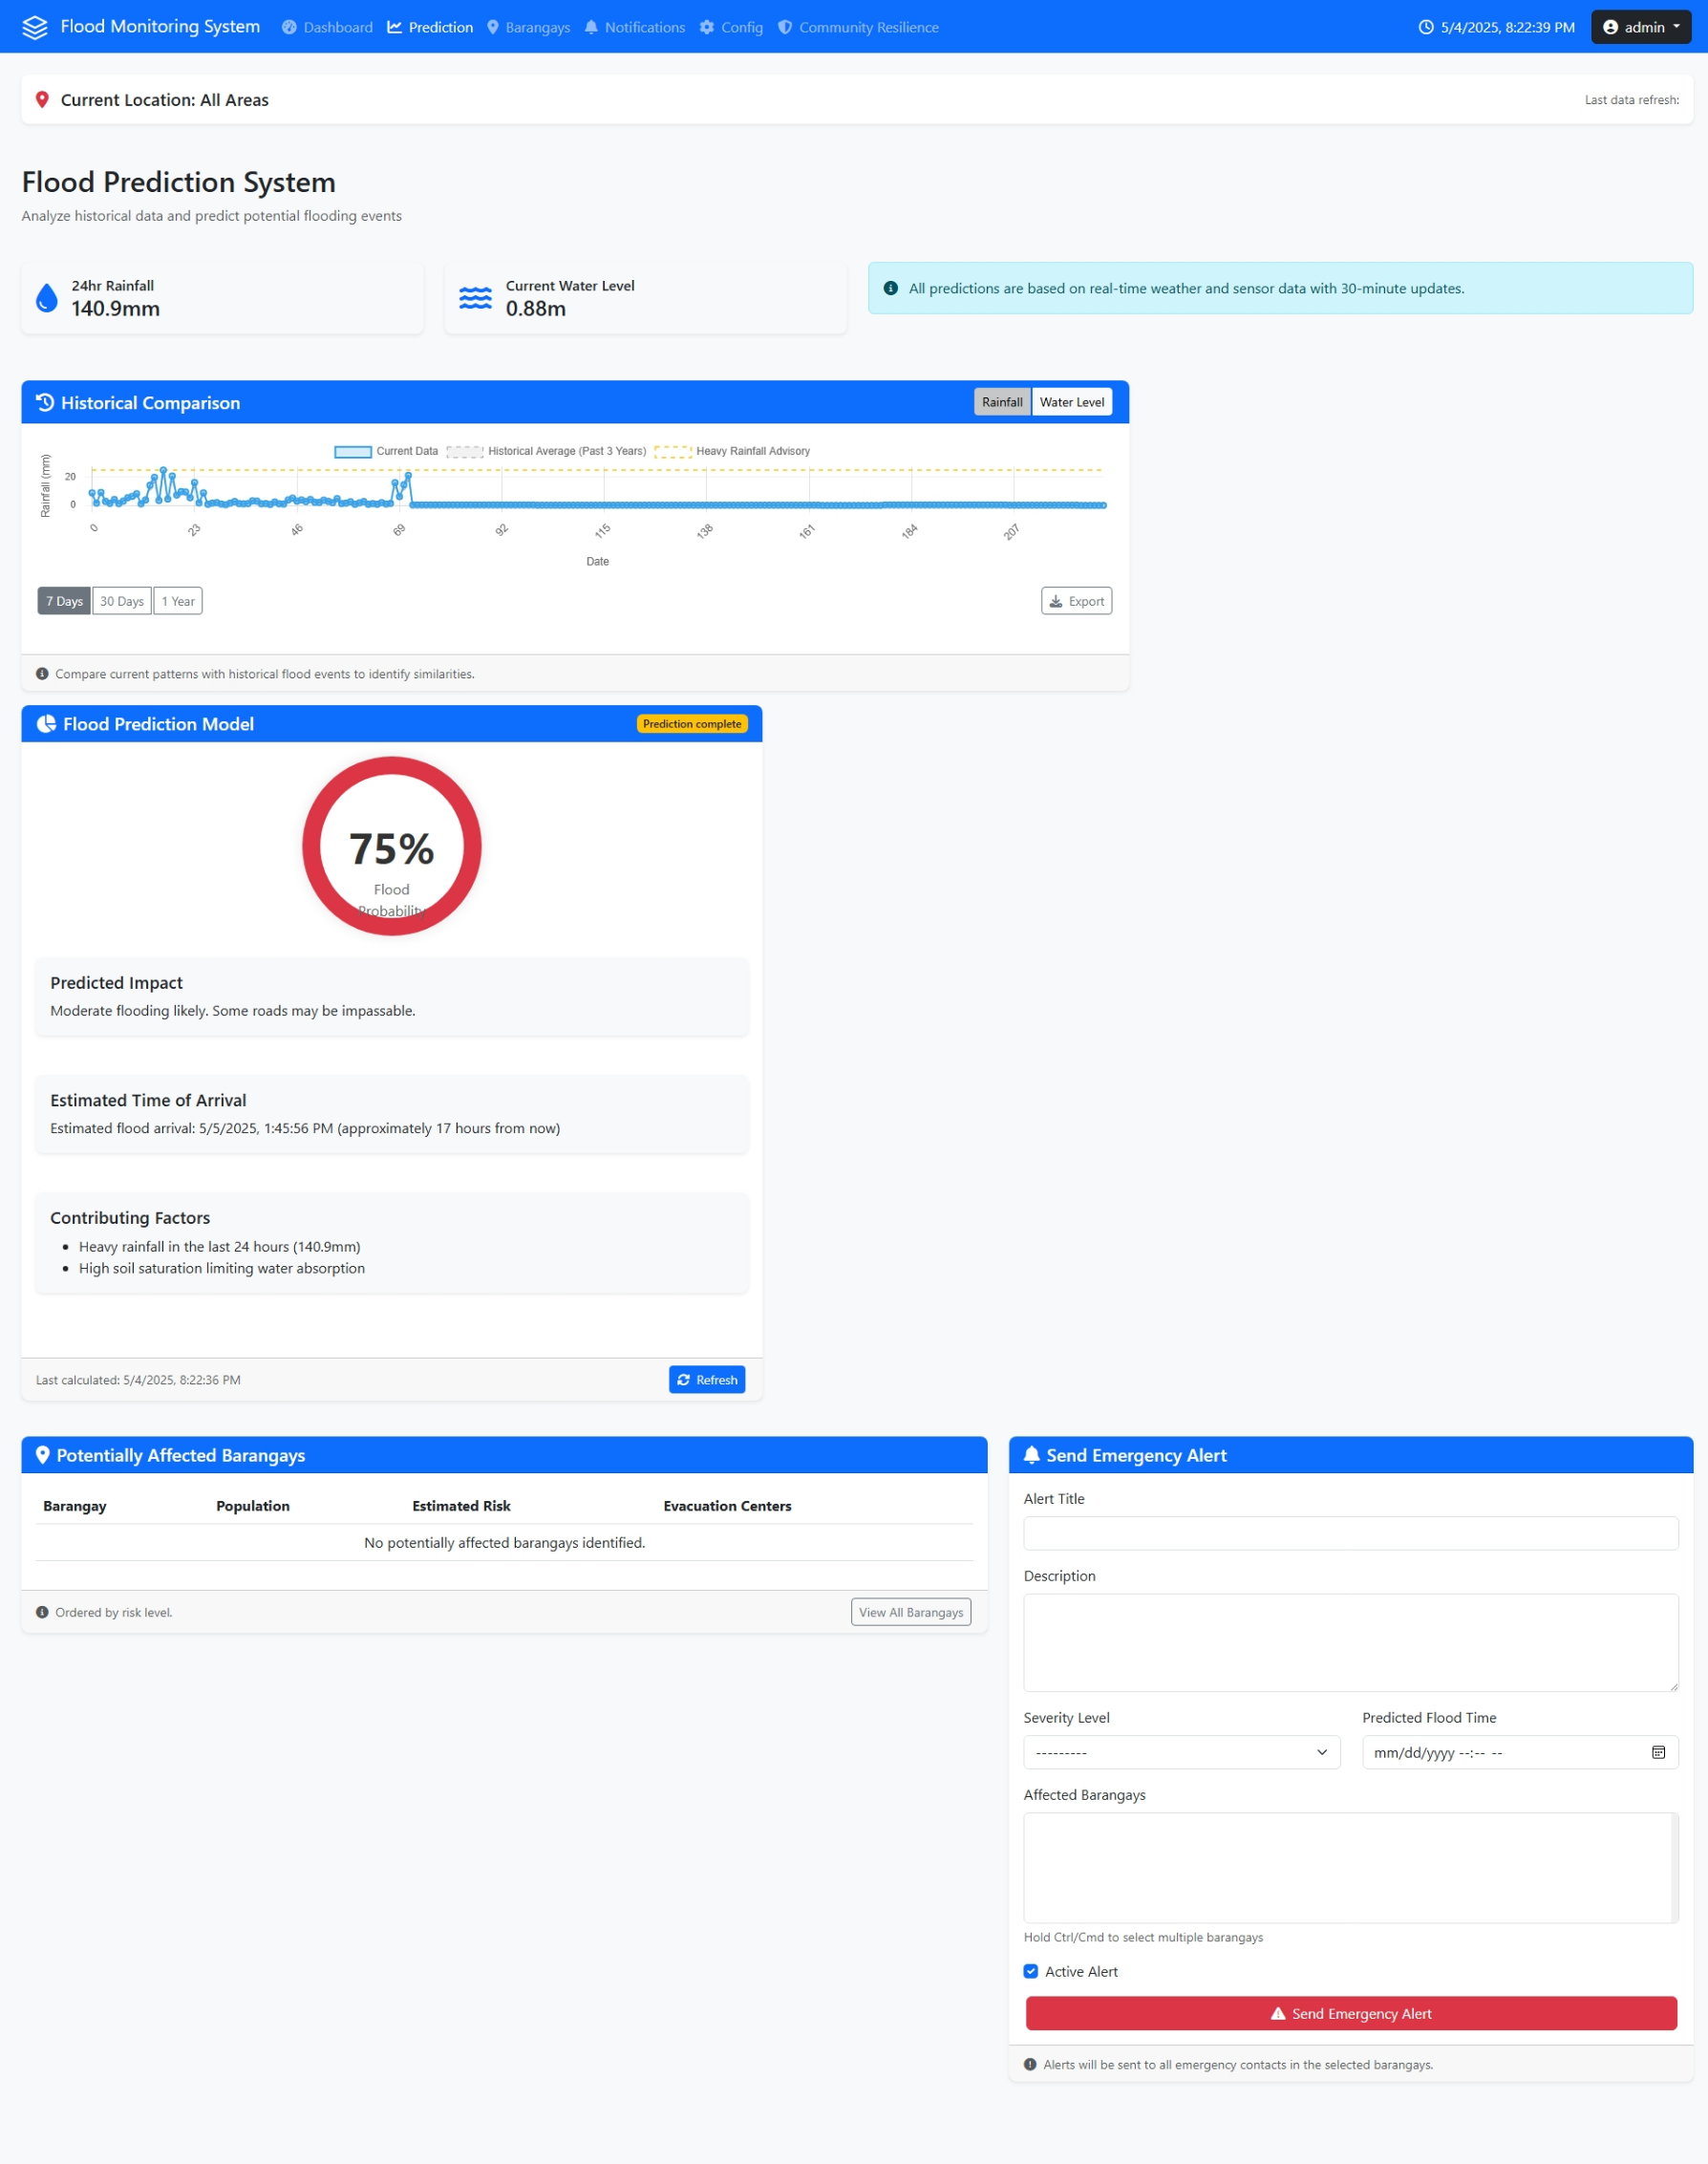 Flood Monitoring System Dashboard Prediction Barangays Notifications Config Community Resilience 5/4/2025, 8:22:39 PM admin
Current Location: All Areas Last data refresh:
Flood Prediction System
Analyze historical data and predict potential flooding events
24hr Rainfall
140.9mm
Current Water Level
0.88m
All predictions are based on real-time weather and sensor data with 30-minute updates.
Historical Comparison Rainfall Water Level
Current Data Historical Average (Past 3 Years) Heavy Rainfall Advisory
Rainfall (mm)
20
0
0 23 46 69 92 115 138 161 184 207
Date
7 Days 30 Days 1 Year Export
Compare current patterns with historical flood events to identify similarities.
Flood Prediction Model Prediction complete
75%
Flood
Probability
Predicted Impact
Moderate flooding likely. Some roads may be impassable.
Estimated Time of Arrival
Estimated flood arrival: 5/5/2025, 1:45:56 PM (approximately 17 hours from now)
Contributing Factors
Heavy rainfall in the last 24 hours (140.9mm)
High soil saturation limiting water absorption
Last calculated: 5/4/2025, 8:22:36 PM Refresh
Potentially Affected Barangays
Barangay Population Estimated Risk Evacuation Centers
No potentially affected barangays identified.
Ordered by risk level. View All Barangays
Send Emergency Alert
Alert Title
Description
Severity Level Predicted Flood Time
--------- mm/dd/yyyy --:-- --
Affected Barangays
Hold Ctrl/Cmd to select multiple barangays
Active Alert
Send Emergency Alert
Alerts will be sent to all emergency contacts in the selected barangays.